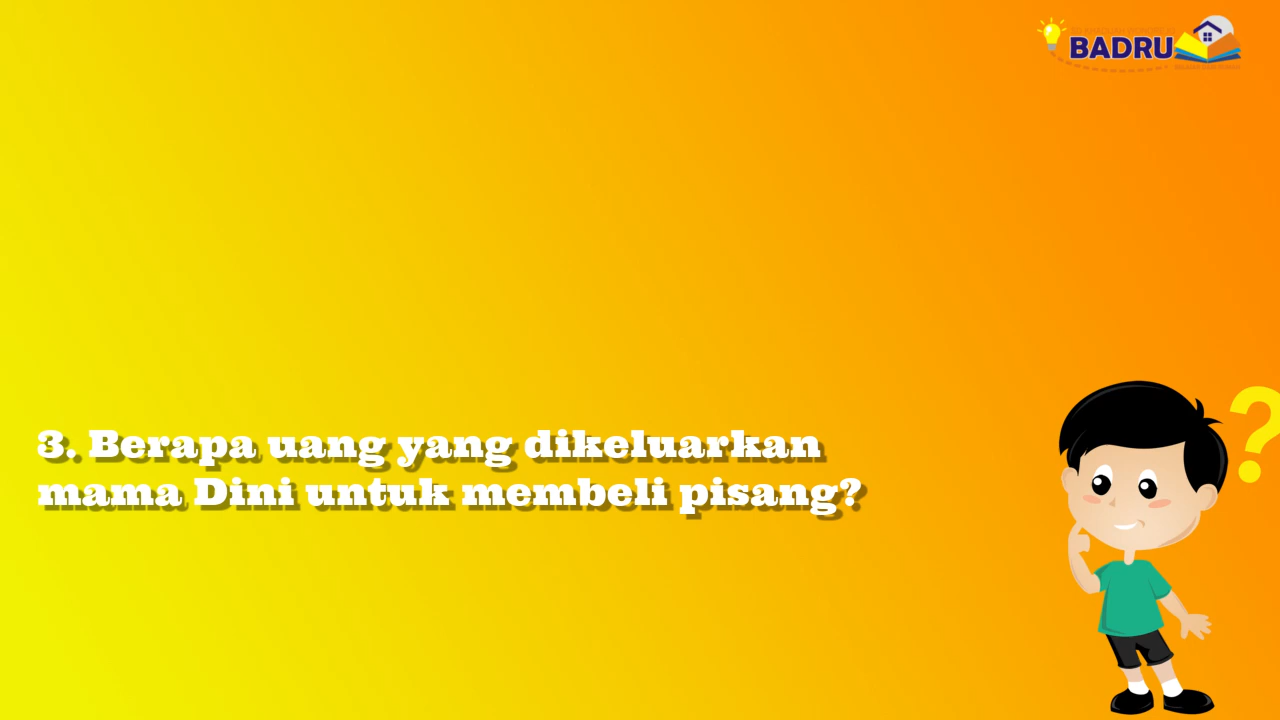 BADRU
3. Berapa uang yang dikeluarkan
mama Dini untuk membeli pisang?